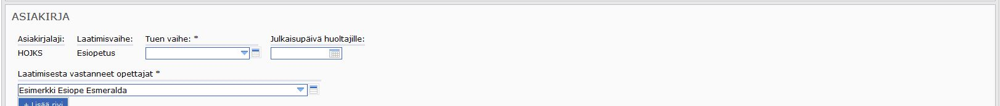 ASIAKIRJA
Asiakirjalaji: Laatimisvaihe: Tuen vaihe: * Julkaisupäivä huoltajille:
HOJKS Esiopetus
Laatimisesta vastanneet opettajat *
Esimerkki Esiope Esmeralda
+ Lisää rivi